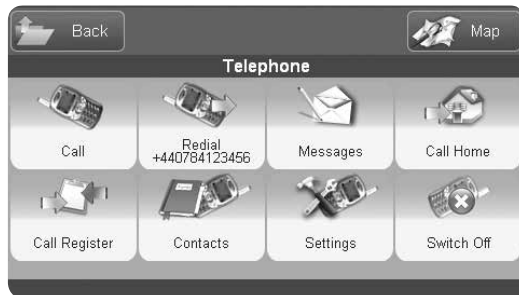 Back
Map
Telephone
Call
Redial
+440784123456
Messages
Call Home
Call Register
Contacts
Settings
Switch Off